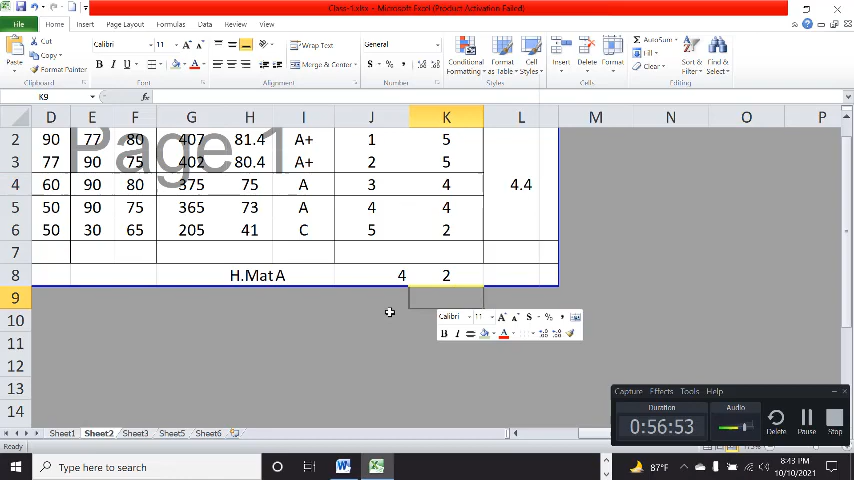 Class-1.xlsx - Microsoft Excel (Product Activation Failed)
File Home Insert Page Layout Formulas Data Review View
Cut
Copy
Format Painter
Paste
Clipboard
Calibri 11
B I U
Font
Wrap Text
Merge & Center
Alignment
General
$ % ,
Number
Conditional Formatting
Format as Table
Cell Styles
Styles
Insert Delete Format
Cells
AutoSum
Fill
Clear
Sort & Filter
Find & Select
Editing
K9 fx
D E F G H I J K L M N O P
Page 1
2 90 77 80 407 81.4 A+ 1 5
3 77 90 75 402 80.4 A+ 2 5
4 60 90 80 375 75 A 3 4 4.4
5 50 90 75 365 73 A 4 4
6 50 30 65 205 41 C 5 2
7
8 H.Mat A 4 2
9
10
11
12
13
14
Calibri 11 A A $ % ,
B I A
Capture Effects Tools Help
Duration
0:56:53
Audio
Delete Pause Stop
Sheet1 Sheet2 Sheet3 Sheet5 Sheet6
Ready
Type here to search
87°F
8:43 PM
10/10/2021